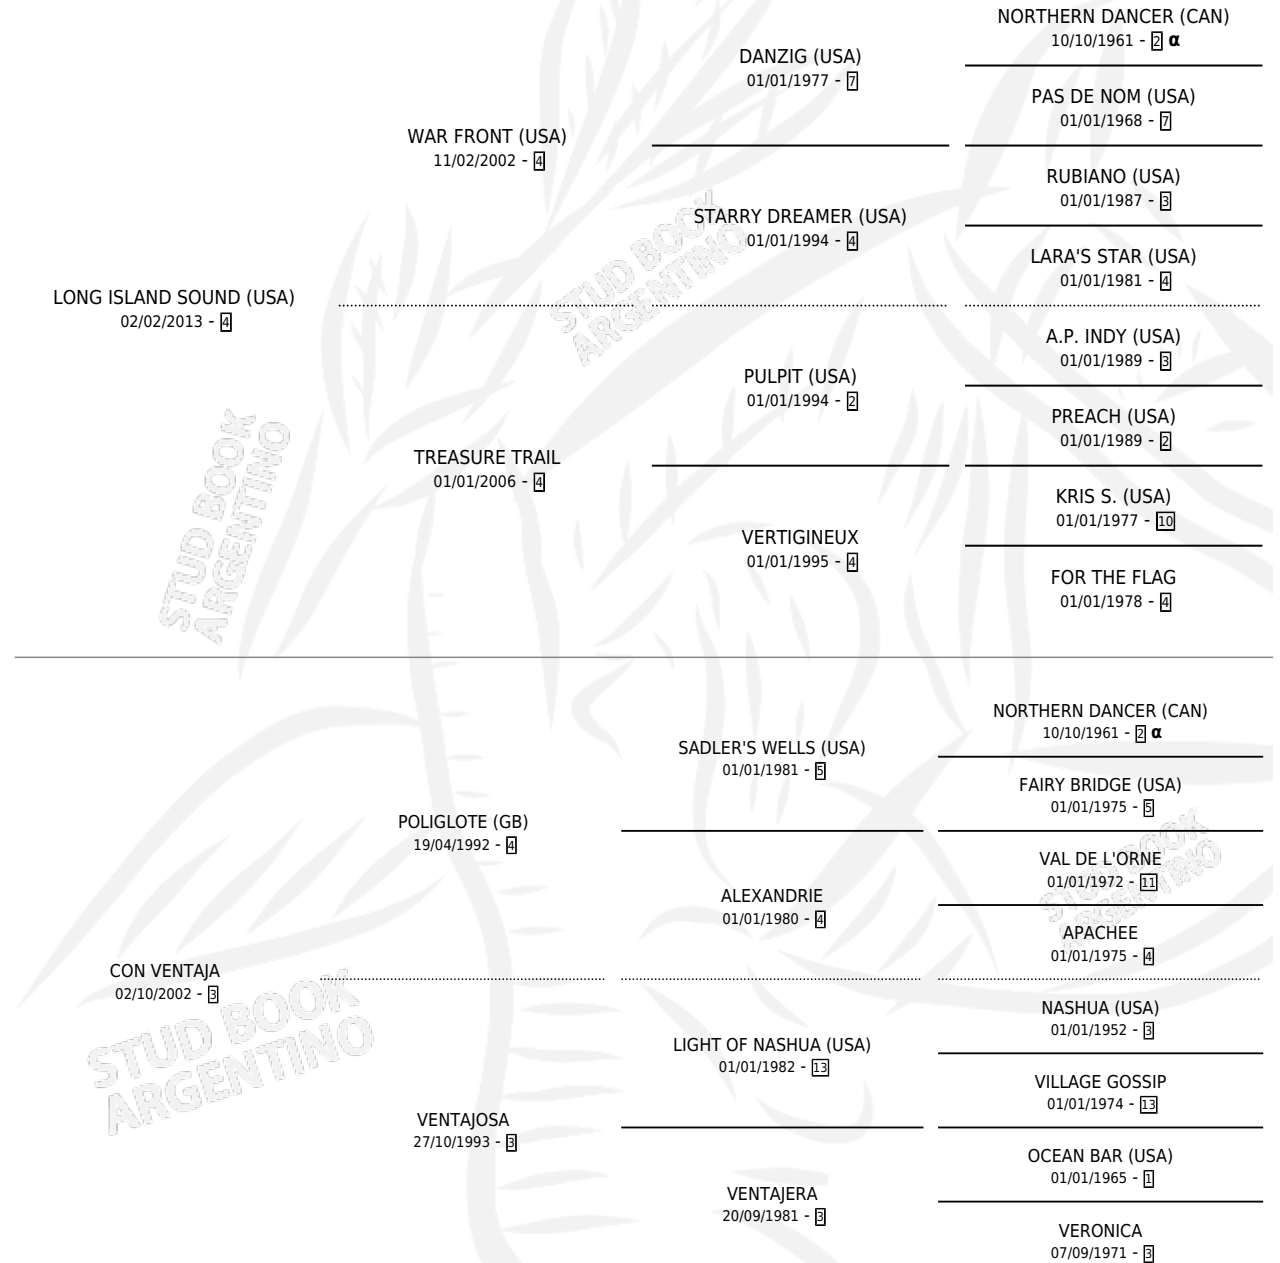 NORTHERN DANCER (CAN)
10/10/1961 - 2 α
DANZIG (USA)
01/01/1977 - 7
PAS DE NOM (USA)
01/01/1968 - 7
WAR FRONT (USA)
11/02/2002 - 4
RUBIANO (USA)
01/01/1987 - 3
STARRY DREAMER (USA)
01/01/1994 - 4
LARA'S STAR (USA)
01/01/1981 - 4
LONG ISLAND SOUND (USA)
02/02/2013 - 4
A.P. INDY (USA)
01/01/1989 - 3
PULPIT (USA)
01/01/1994 - 2
PREACH (USA)
01/01/1989 - 2
TREASURE TRAIL
01/01/2006 - 4
KRIS S. (USA)
01/01/1977 - 10
VERTIGINEUX
01/01/1995 - 4
FOR THE FLAG
01/01/1978 - 4
NORTHERN DANCER (CAN)
10/10/1961 - 2 α
SADLER'S WELLS (USA)
01/01/1981 - 5
FAIRY BRIDGE (USA)
01/01/1975 - 5
POLIGLOTE (GB)
19/04/1992 - 4
VAL DE L'ORNE
01/01/1972 - 11
ALEXANDRIE
01/01/1980 - 4
APACHEE
01/01/1975 - 4
CON VENTAJA
02/10/2002 - 3
NASHUA (USA)
01/01/1952 - 3
LIGHT OF NASHUA (USA)
01/01/1982 - 13
VILLAGE GOSSIP
01/01/1974 - 13
VENTAJOSA
27/10/1993 - 3
OCEAN BAR (USA)
01/01/1965 - 1
VENTAJERA
20/09/1981 - 3
VERONICA
07/09/1971 - 3
STUD BOOK
ARGENTINO
STUD BOOK
ARGENTINO
STUD BOOK
ARGENTINO
STUD BOOK
ARGENTINO